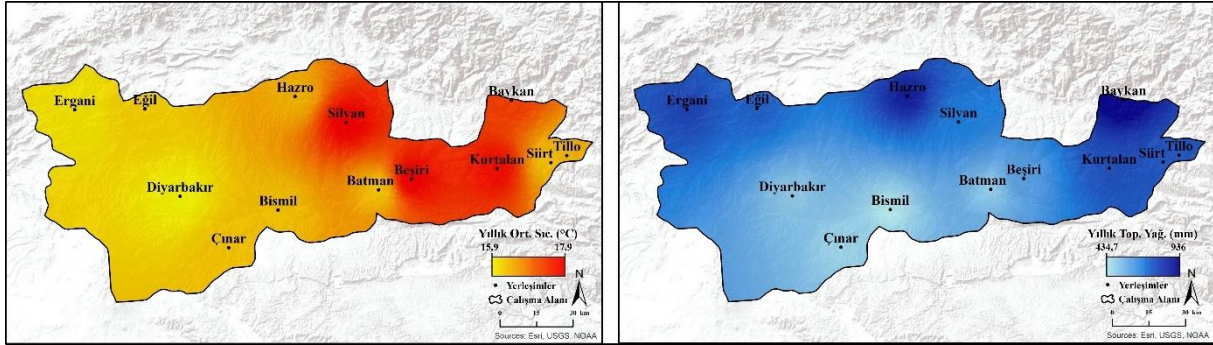 Ergani
Eğil
Hazro
Silvan
Baykan
Diyarbakır
Bismil
Batman
Beşiri
Kurtalan
Siirt
Tillo
Çınar
Yıllık Ort. Sıc. (°C)
15,9 17,9
Yerleşimler
Çalışma Alanı
N
0 15 30 km
Sources: Esri, USGS, NOAA
Ergani
Eğil
Hazro
Silvan
Baykan
Diyarbakır
Bismil
Batman
Beşiri
Kurtalan
Siirt
Tillo
Çınar
Yıllık Top. Yağ. (mm)
434,7 936
Yerleşimler
Çalışma Alanı
N
0 15 30 km
Sources: Esri, USGS, NOAA